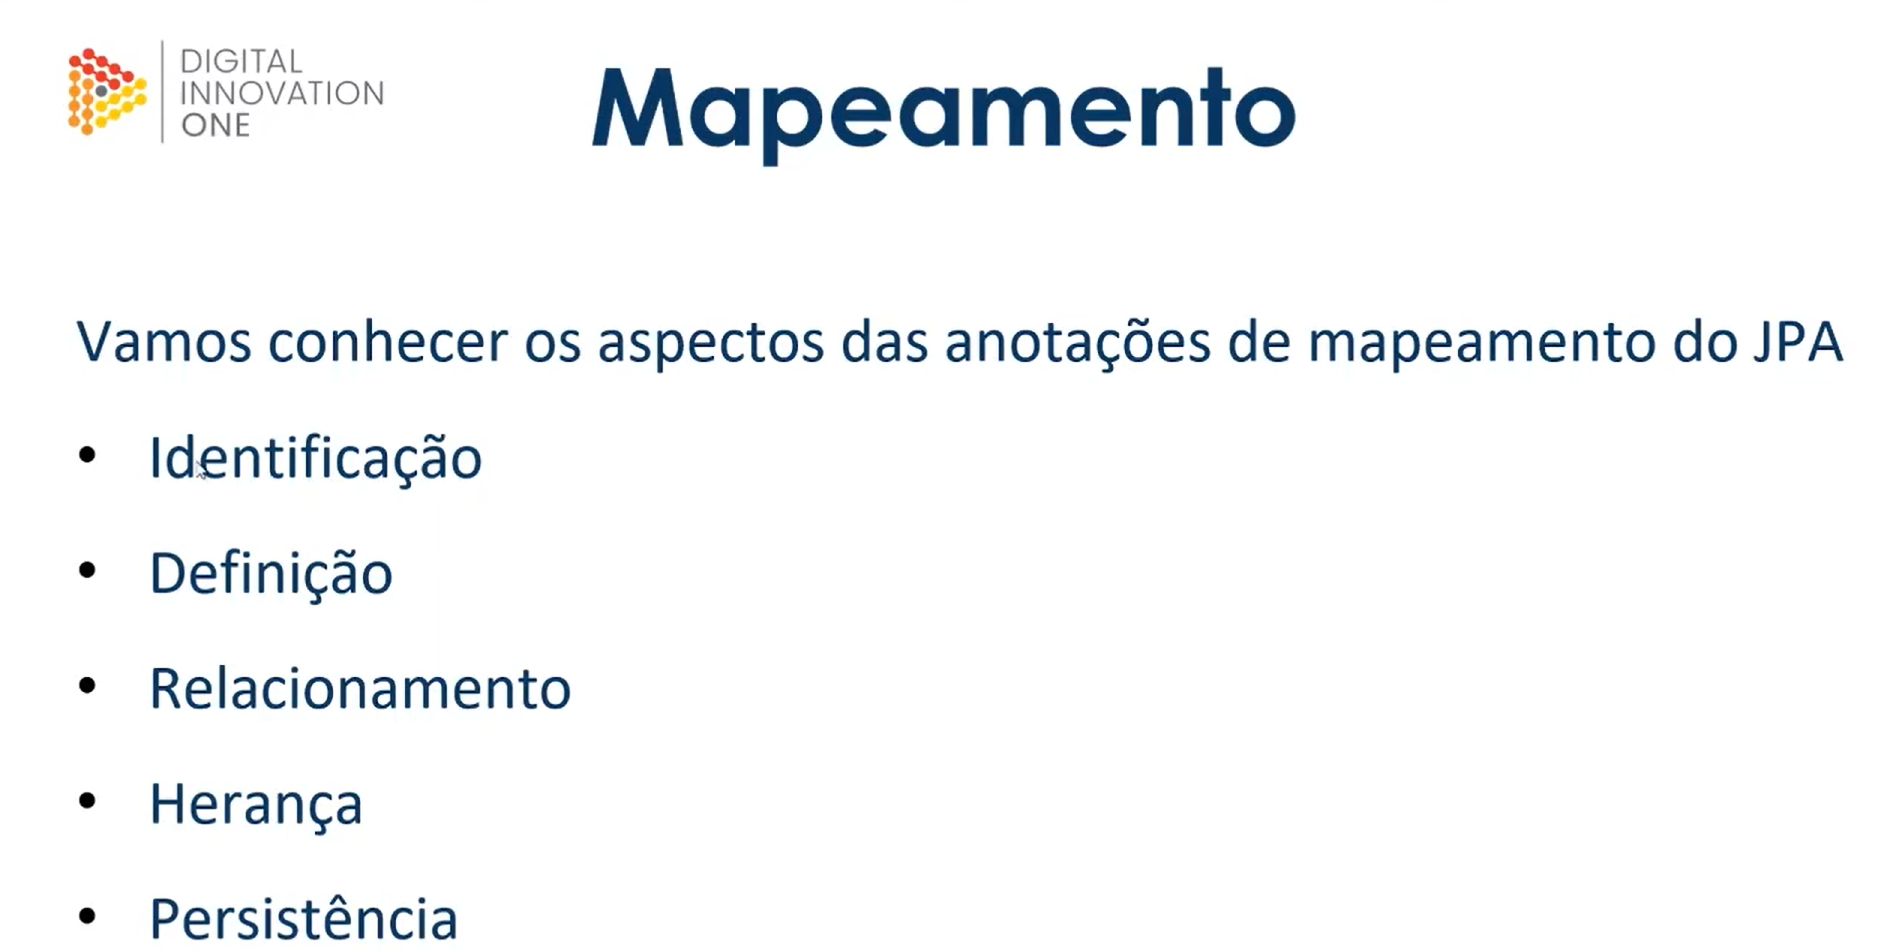 DIGITAL
INNOVATION
ONE
Mapeamento
Vamos conhecer os aspectos das anotações de mapeamento do JPA
• Identificação
• Definição
• Relacionamento
• Herança
• Persistência